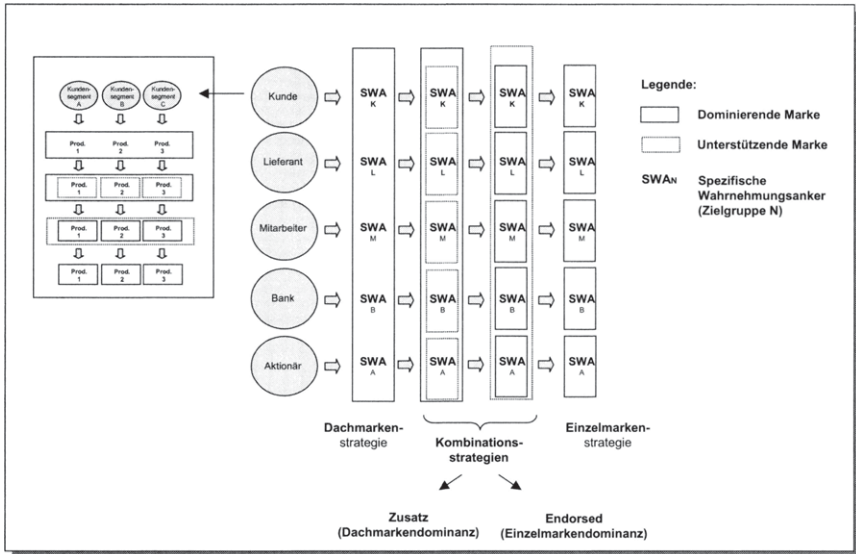 Kunden-
segment
A
Kunden-
segment
B
Kunden-
segment
C
Prod. Prod. Prod.
1 2 3
Prod. Prod. Prod.
1 2 3
Prod. Prod. Prod.
1 2 3
Prod. Prod. Prod.
1 2 3
Kunde
SWA SWA SWA SWA
K K K K
Lieferant
SWA SWA SWA SWA
L L L L
Mitarbeiter
SWA SWA SWA SWA
M M M M
Bank
SWA SWA SWA SWA
B B B B
Aktionär
SWA SWA SWA SWA
A A A A
Dachmarken-
strategie
Kombinations-
strategien
Einzelmarken-
strategie
Zusatz
(Dachmarkendominanz)
Endorsed
(Einzelmarkendominanz)
Legende:
Dominierende Marke
Unterstützende Marke
SWAN Spezifische
Wahrnehmungsanker
(Zielgruppe N)